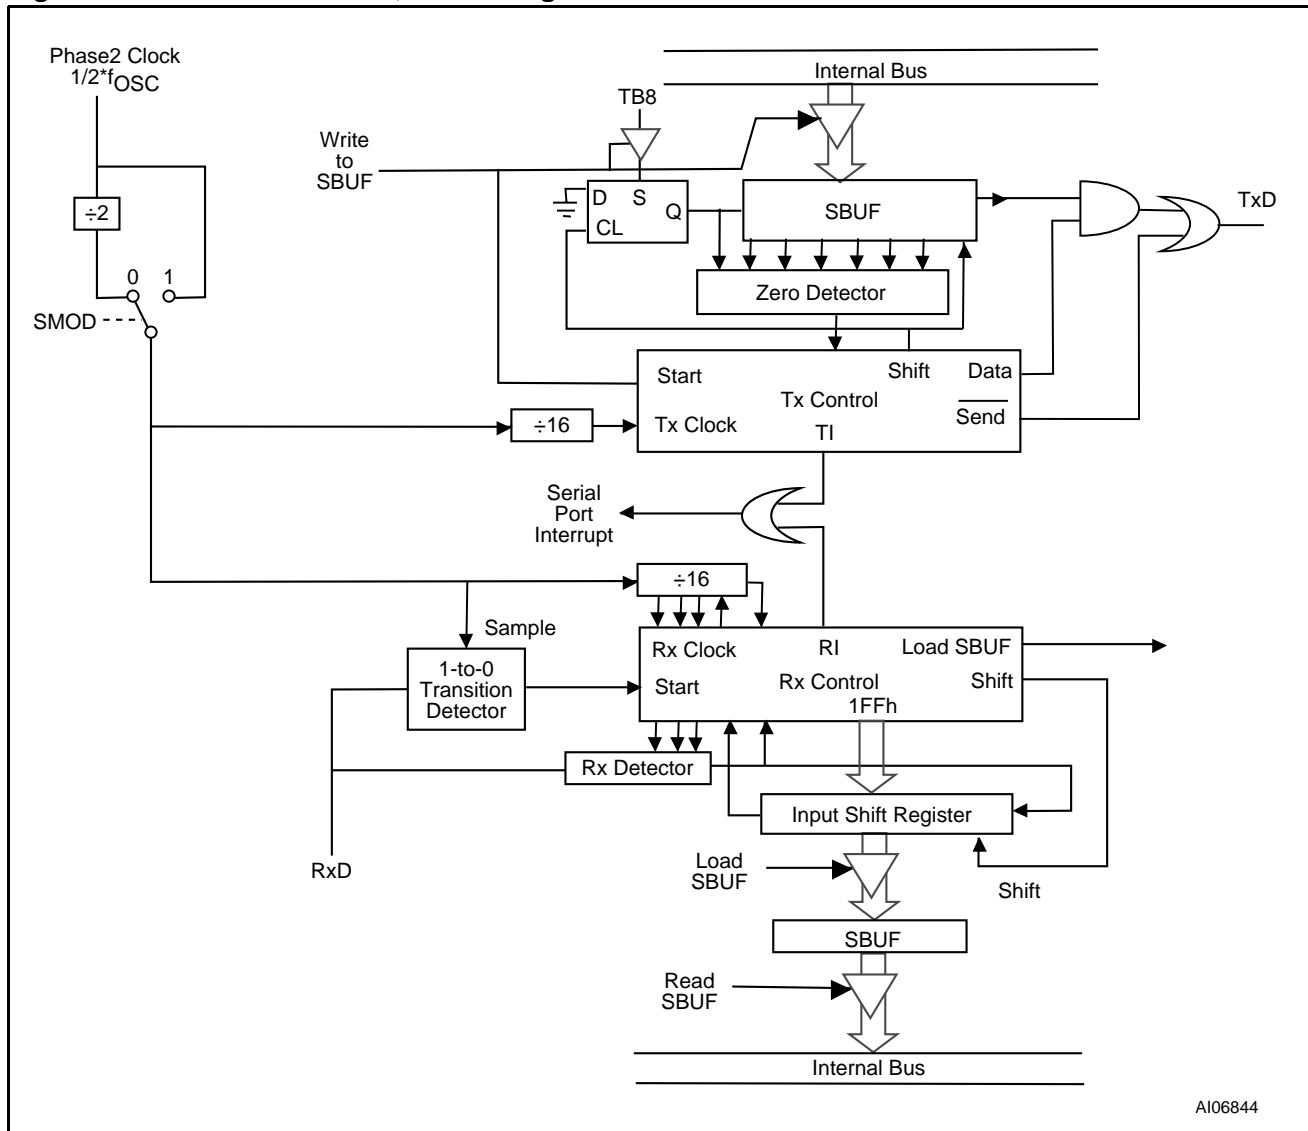 Phase2 Clock
1/2*fOSC
Internal Bus
TB8
Write
to
SBUF
÷2
D S
Q
CL
SBUF
TxD
0 1
SMOD
Zero Detector
Start
Shift
Data
Tx Control
Send
Tx Clock
TI
÷16
Serial
Port
Interrupt
÷16
Sample
Rx Clock
RI
Load SBUF
1-to-0
Transition
Detector
Start
Rx Control
Shift
1FFh
Rx Detector
Input Shift Register
RxD
Load
SBUF
Shift
SBUF
Read
SBUF
Internal Bus
AI06844